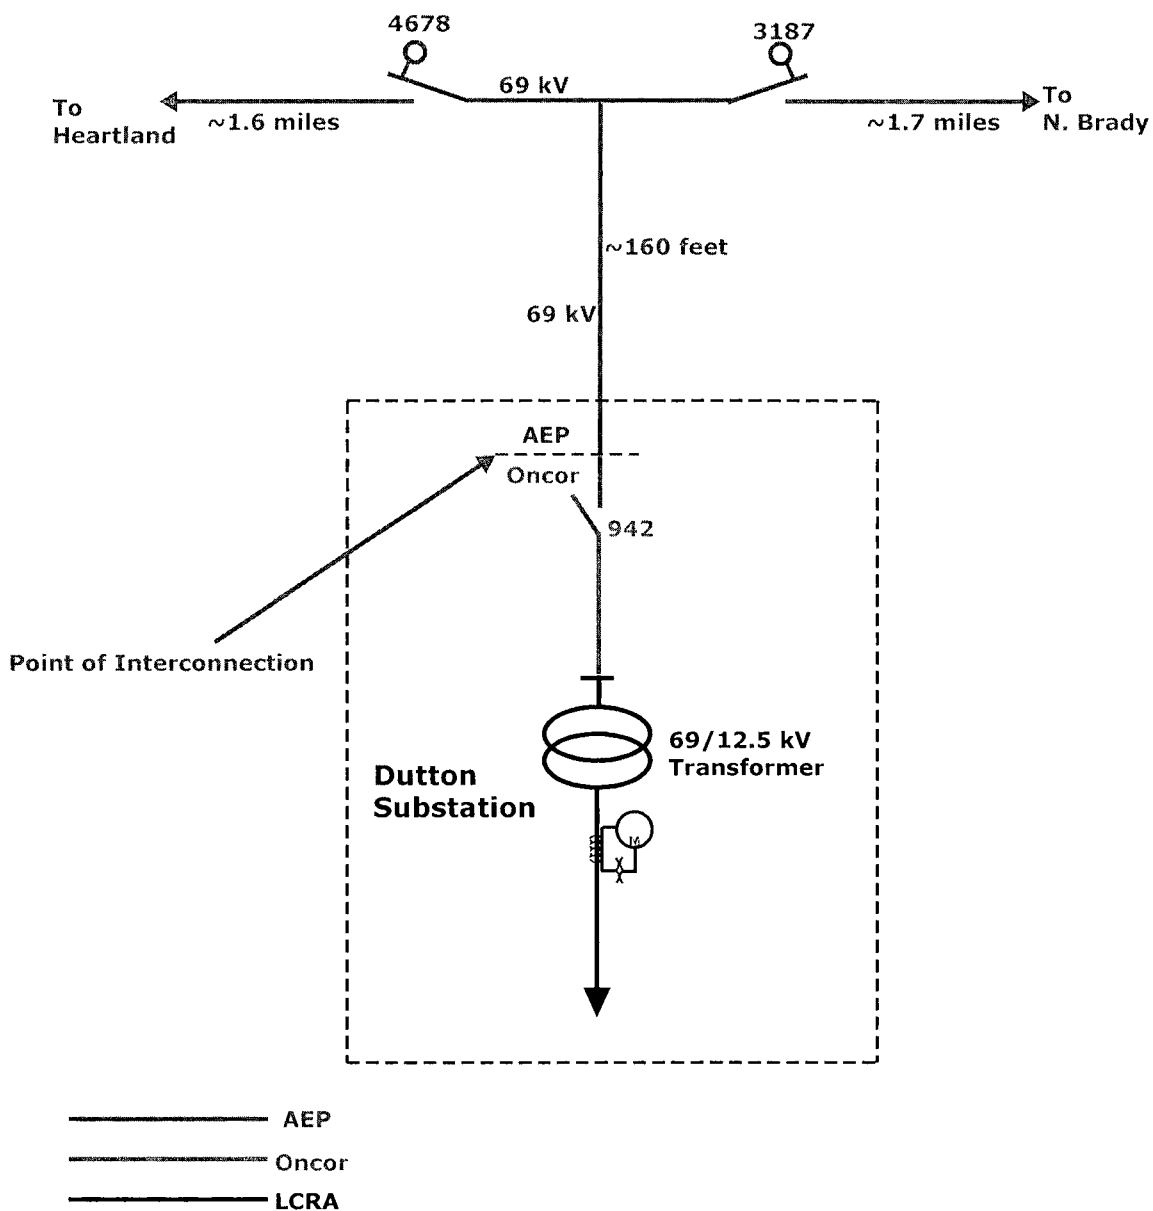 4678
3187
69 kV
To
Heartland
~1.6 miles
~1.7 miles
To
N. Brady
~160 feet
69 kV
AEP
Oncor
942
Point of Interconnection
69/12.5 kV
Transformer
Dutton
Substation
M
AEP
Oncor
LCRA